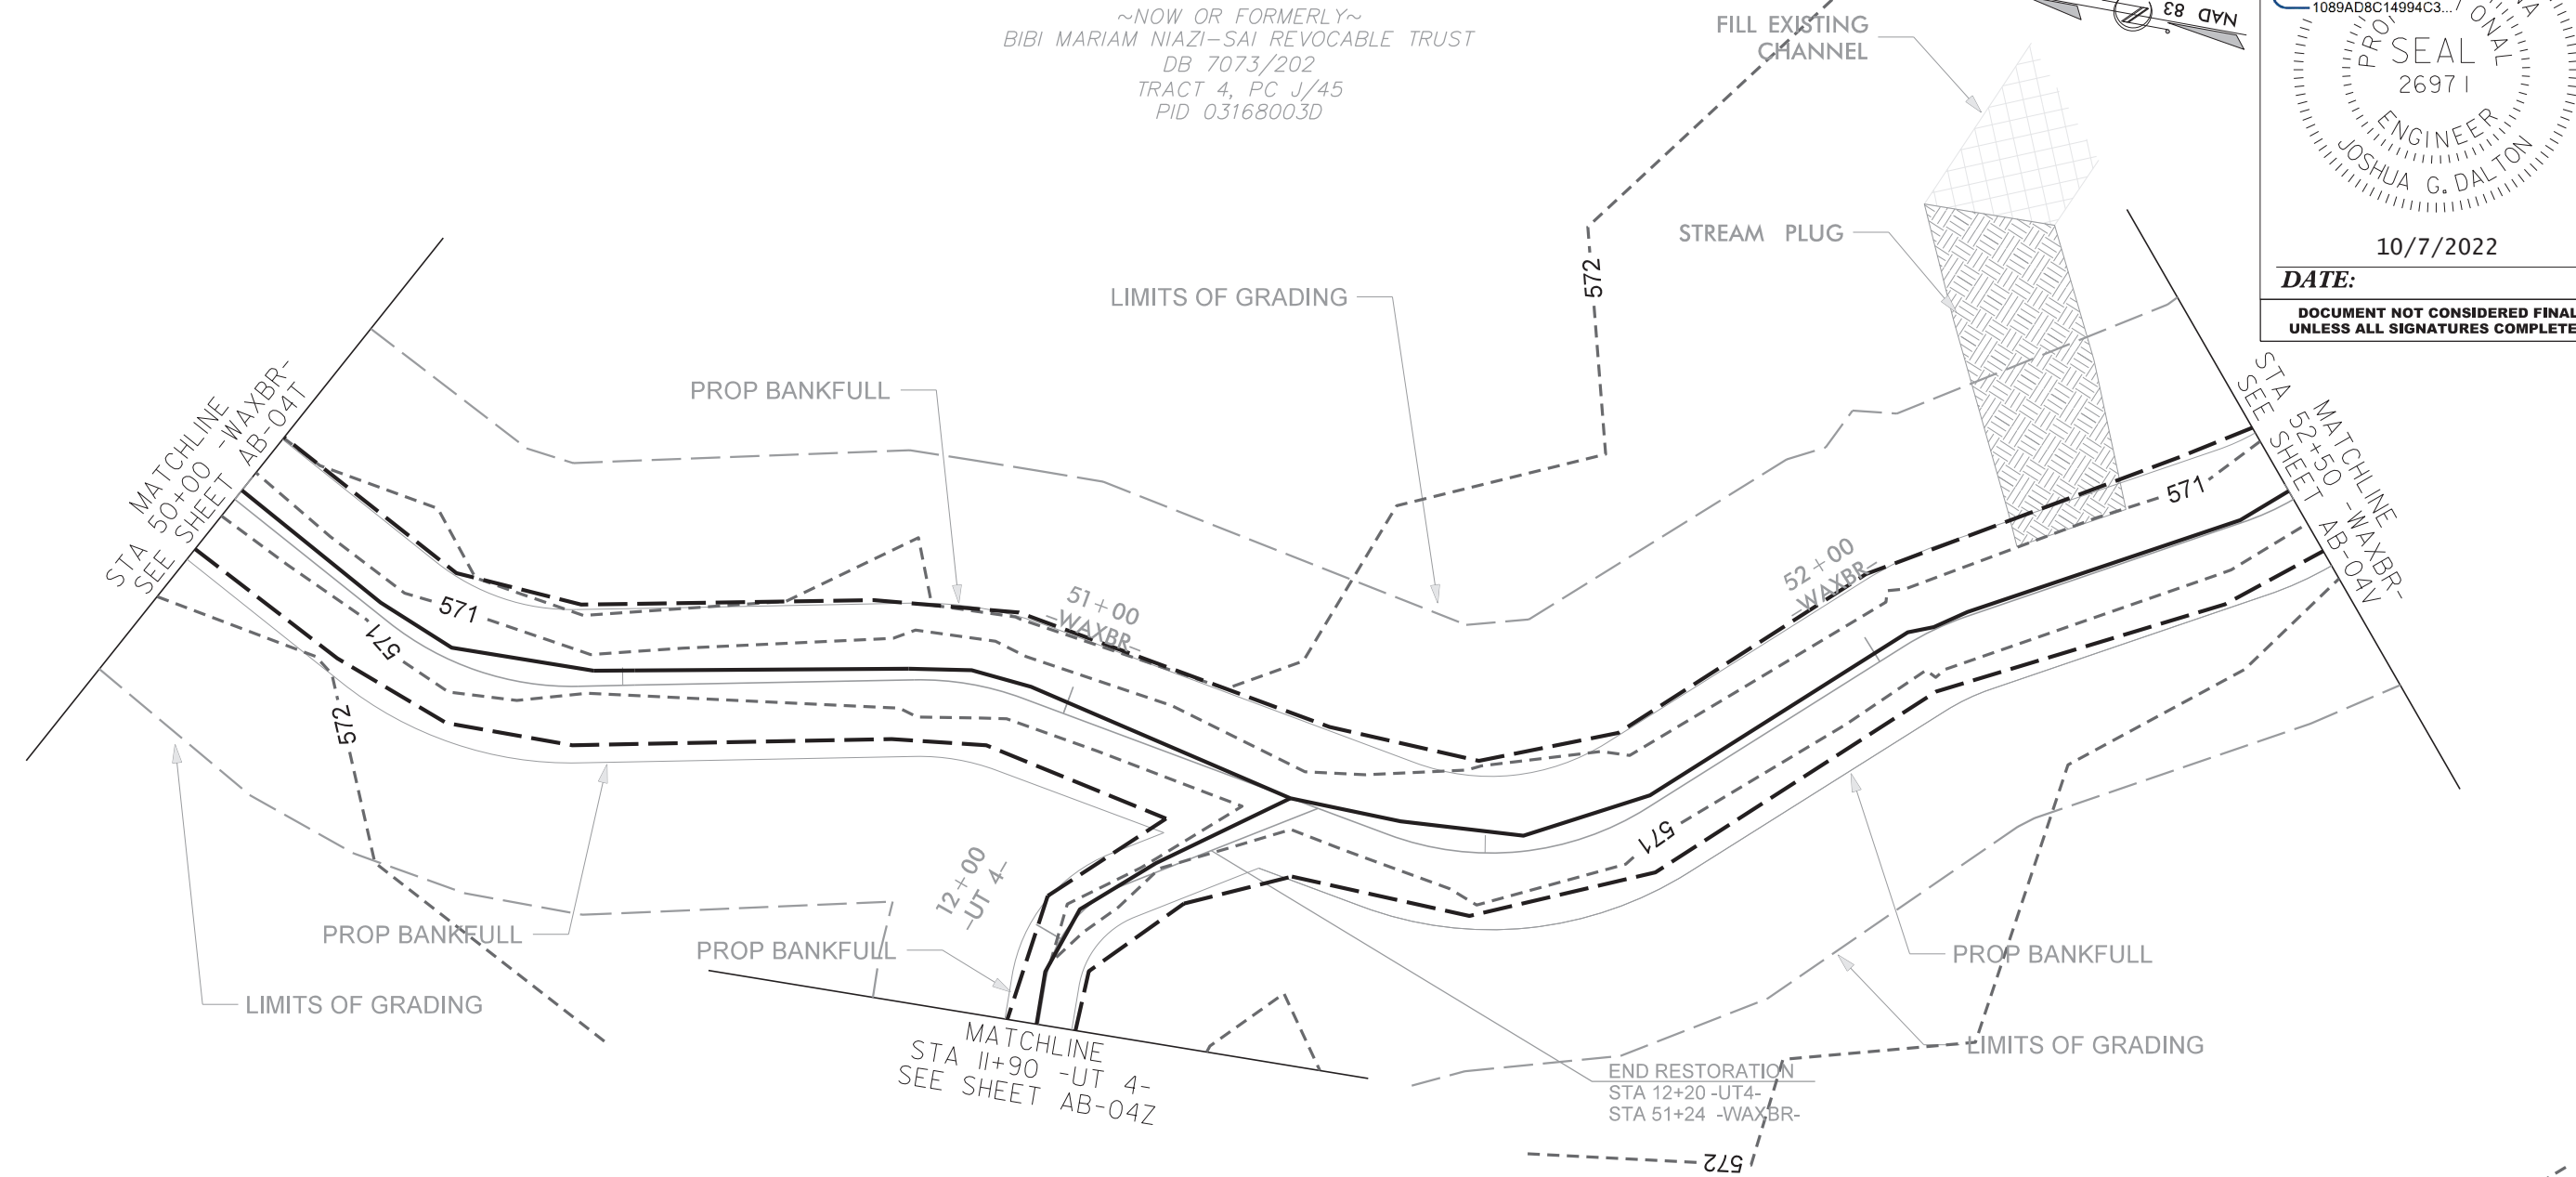 ~NOW OR FORMERLY~
BIBI MARIAM NIAZI-SAI REVOCABLE TRUST
DB 7073/202
TRACT 4, PC J/45
PID 03168003D
FILL EXISTING
CHANNEL
NAD 83
1089AD8C14994C3...
SEAL
26971
ENGINEER
JOSHUA G. DALTON
10/7/2022
DATE:
DOCUMENT NOT CONSIDERED FINAL
UNLESS ALL SIGNATURES COMPLETE
STREAM PLUG
572
LIMITS OF GRADING
PROP BANKFULL
MATCHLINE
STA 50+00 -WAXBR-
SEE SHEET AB-04T
MATCHLINE
STA 52+50 -WAXBR-
SEE SHEET AB-04V
571
571
571
51+00
-WAXBR-
52+00
-WAXBR-
572
571
12+00
-UT 4-
PROP BANKFULL
PROP BANKFULL
PROP BANKFULL
LIMITS OF GRADING
LIMITS OF GRADING
MATCHLINE
STA 11+90 -UT 4-
SEE SHEET AB-04Z
END RESTORATION
STA 12+20 -UT4-
STA 51+24 -WAXBR-
572